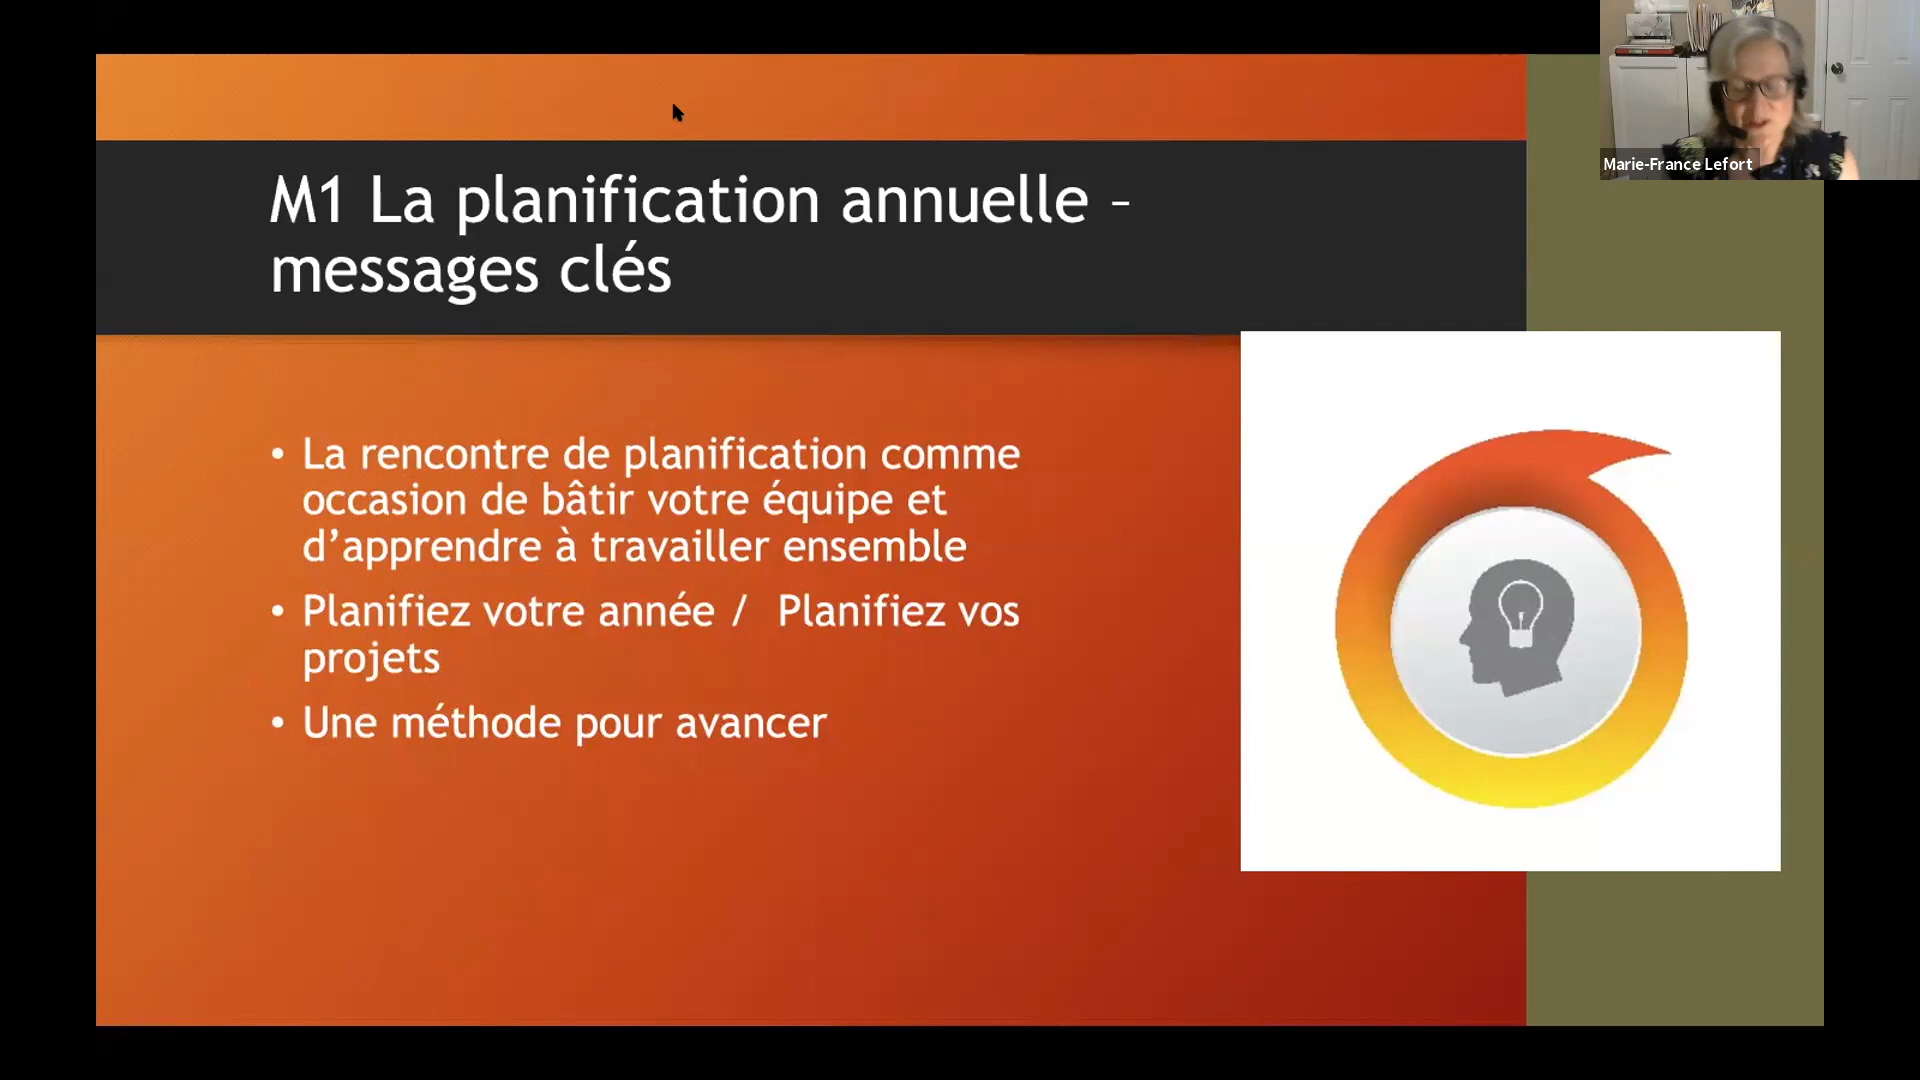 Marie-France Lefort
M1 La planification annuelle –
messages clés
• La rencontre de planification comme
occasion de bâtir votre équipe et
d’apprendre à travailler ensemble
• Planifiez votre année /  Planifiez vos
projets
• Une méthode pour avancer